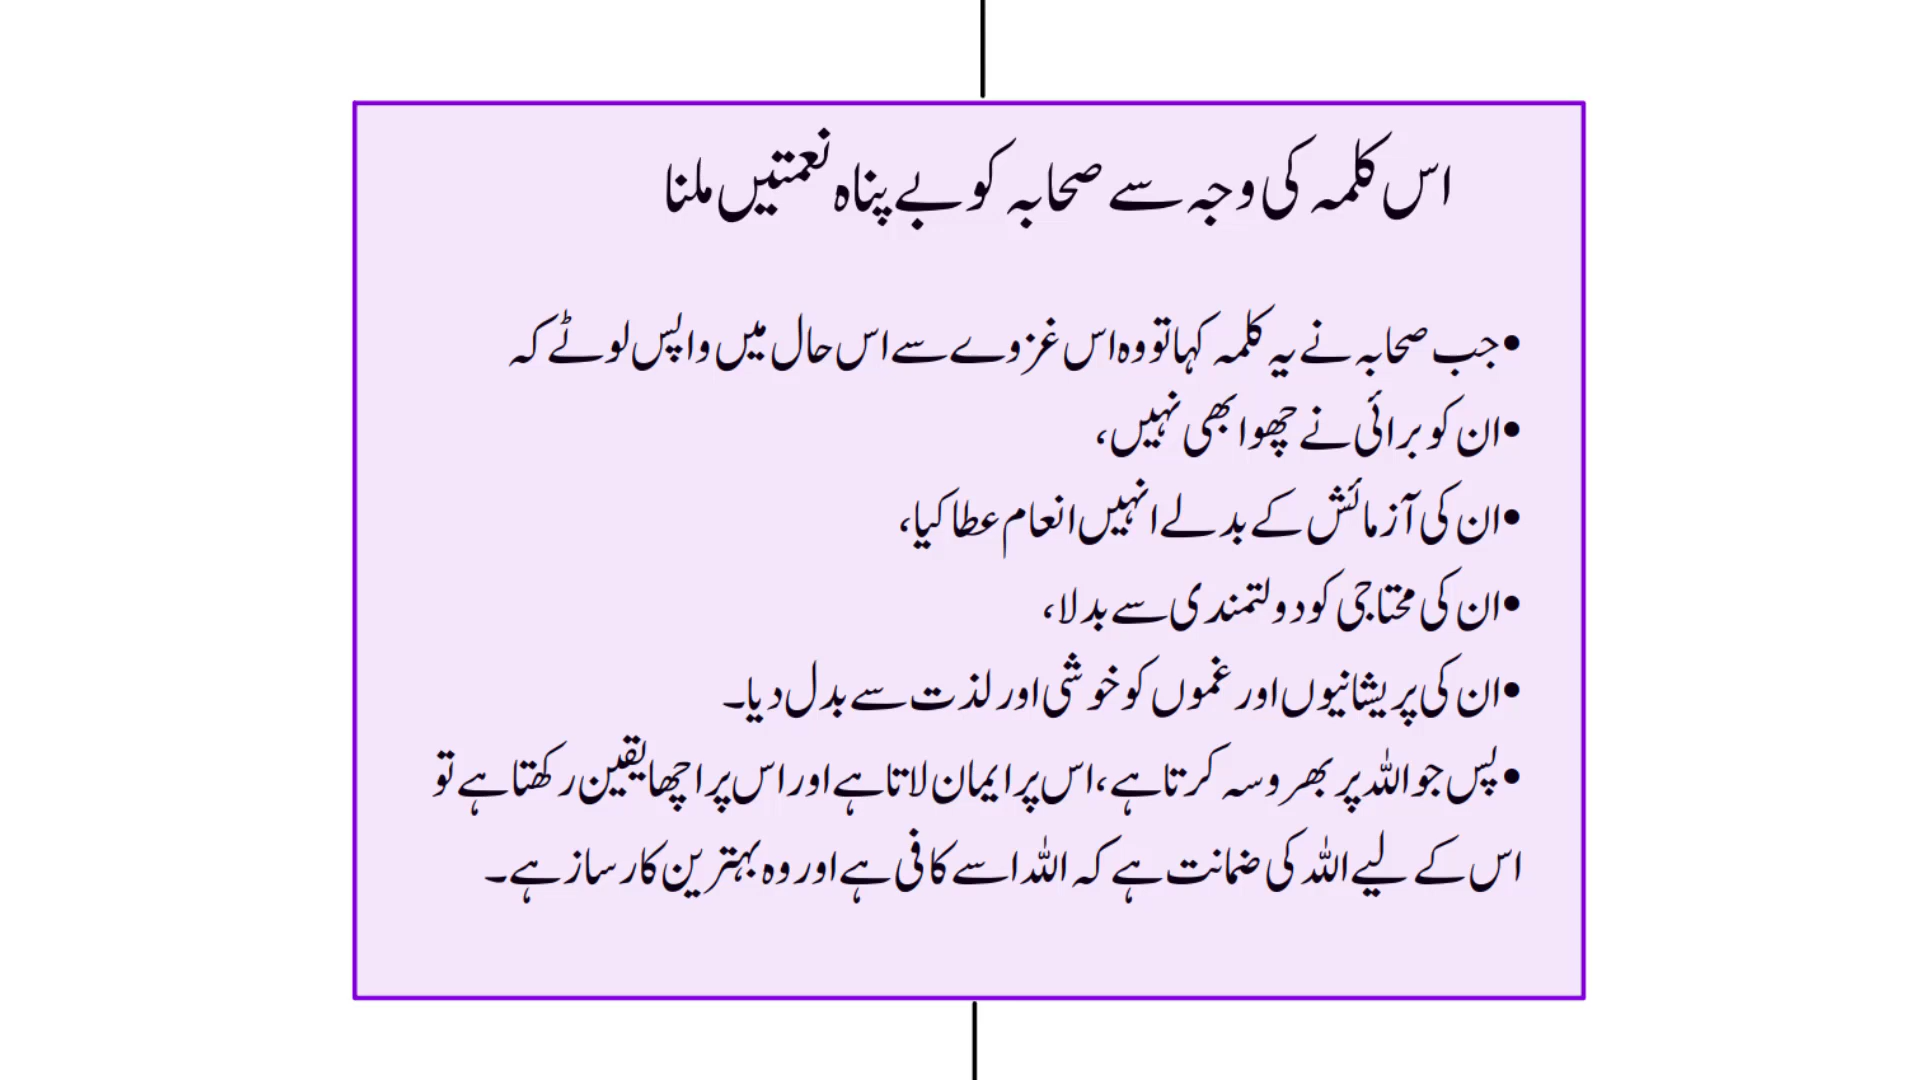 اس کلمہ کی وجہ سے صحابہ کو بے پناہ نعمتیں ملنا
•جب صحابہ نے یہ کلمہ کہا تو وہ اس غزوے سے اس حال میں واپس لوٹے کہ
•ان کو برائی نے چھوا بھی نہیں،
•ان کی آزمائش کے بدلے انہیں انعام عطا کیا،
•ان کی محتاجی کو دولتمندی سے بدلا،
•ان کی پریشانیوں اور غموں کو خوشی اور لذت سے بدل دیا۔
•پس جو اللہ پر بھروسہ کرتا ہے، اس پر ایمان لاتا ہے اور اس پر اچھا یقین رکھتا ہے تو
اس کے لیے اللہ کی ضمانت ہے کہ اللہ اسے کافی ہے اور وہ بہترین کارساز ہے۔